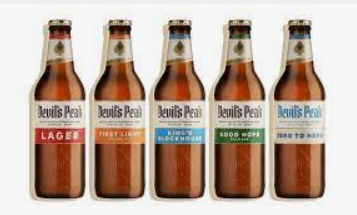 Devil's Peak
LAGER
Devil's Peak
FIRST LIGHT
Devil's Peak
KING'S
BLOCKHOUSE
Devil's Peak
GOOD HOPE
Devil's Peak
ZERO TO HERO